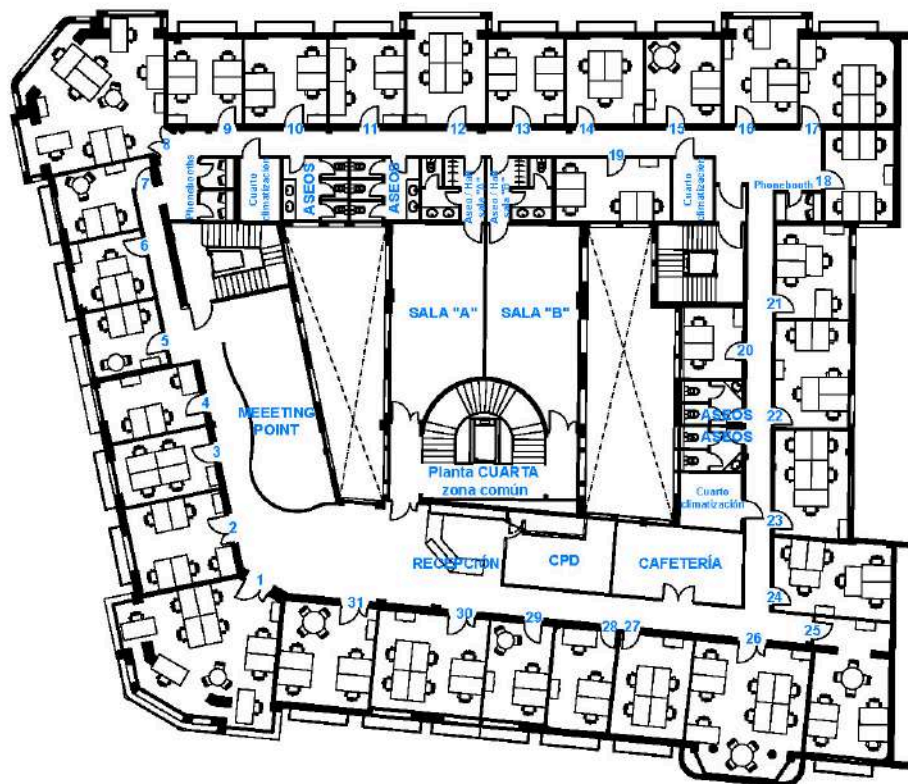 9
10
11
12
13
14
15
16
17
8
19
7
18
Phonebooths
Cuarto
climatización
ASEOS
ASEOS
Aseo / Hall
sala "A"
Aseo / Hall
sala "B"
Cuarto
climatización
Phonebooth
6
21
SALA "A"
SALA "B"
5
20
4
MEEETING
POINT
22
ASEOS
ASEOS
3
Planta CUARTA
zona común
Cuarto
climatización
2
23
RECEPCIÓN
CPD
CAFETERÍA
1
24
31
30
29
28
27
26
25